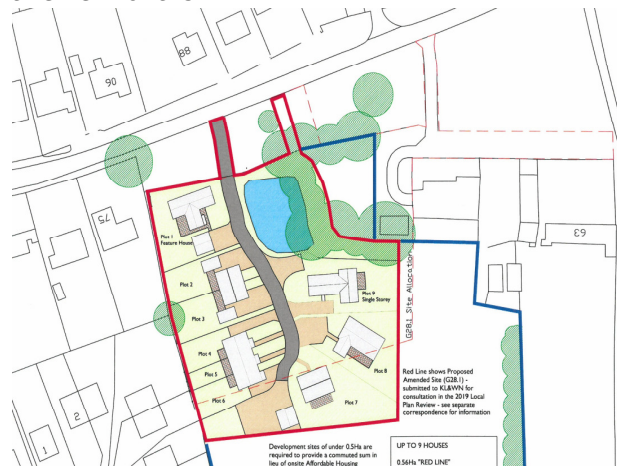 88
90
75
Plot 1
Feature House
Plot 2
Plot 3
Plot 4
Plot 5
Plot 6
Plot 9
Single Storey
Plot 8
Plot 7
G28.1 Site Allocation
63
2
1
Red Line shows Proposed
Amended Site (G28.1) -
submitted to KL&WN for
consultation in the 2019 Local
Plan Review - see separate
correspondence for information
Development sites of under 0.5Ha are
required to provide a commuted sum in
lieu of onsite Affordable Housing
UP TO 9 HOUSES
0.56Ha "RED LINE"